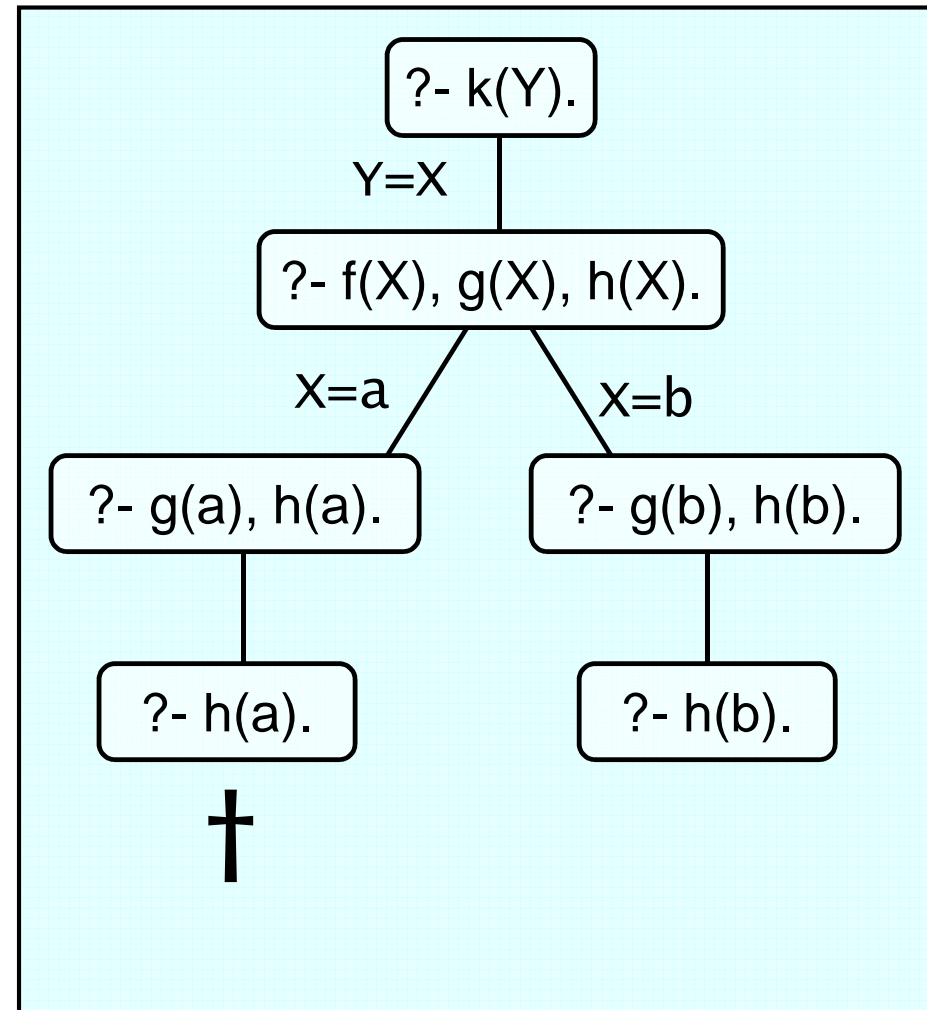 ?- k(Y).
Y=X
?- f(X), g(X), h(X).
X=a
X=b
?- g(a), h(a).
?- g(b), h(b).
?- h(a).
?- h(b).
†